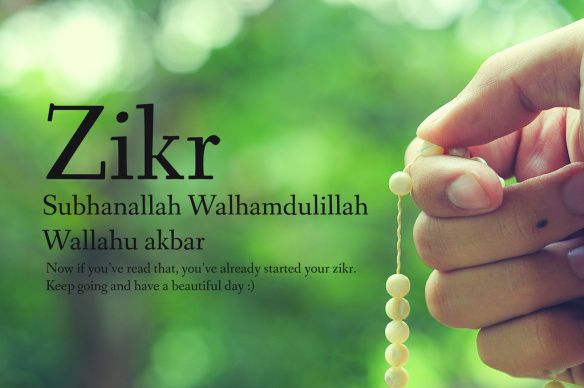 Zikr
Subhanallah Walhamdulillah
Wallahu akbar
Now if you've read that, you've already started your zikr.
Keep going and have a beautiful day :)